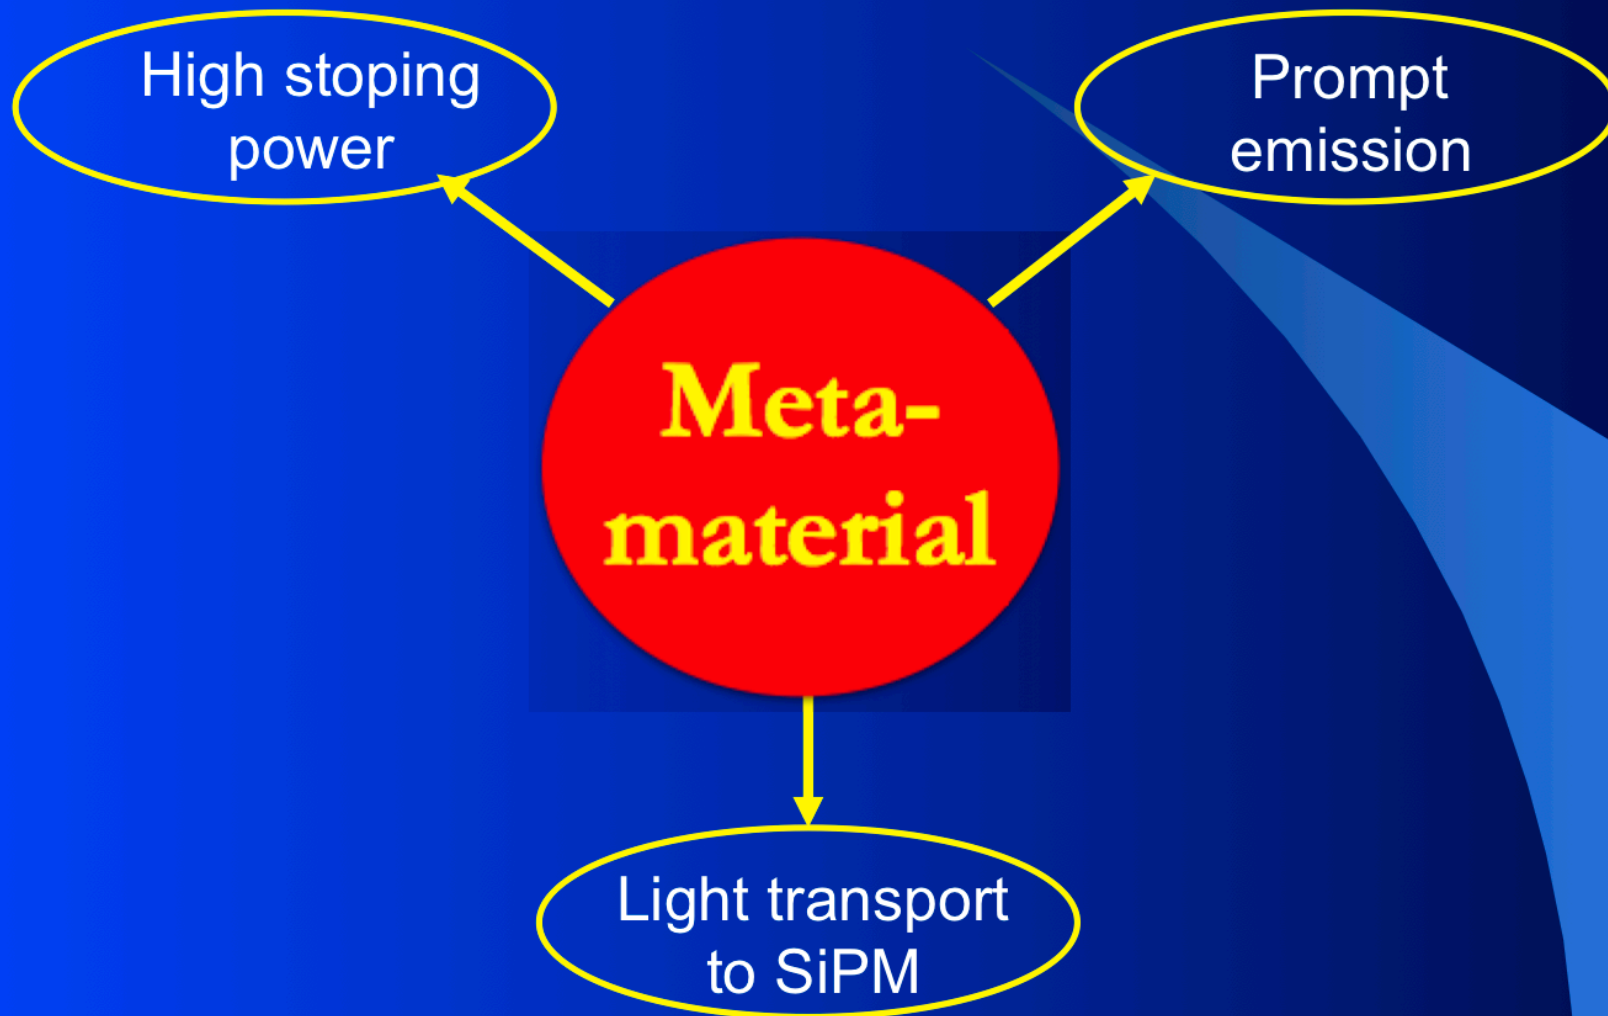 High stoping
power
Prompt
emission
Meta-
material
Light transport
to SiPM